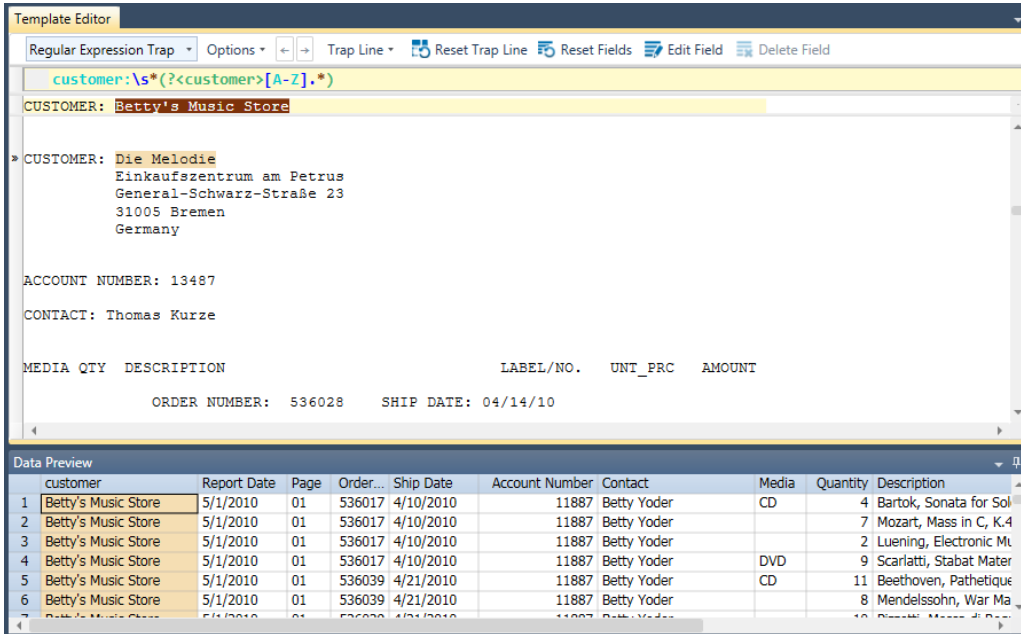 Template Editor
Regular Expression Trap Options Trap Line Reset Trap Line Reset Fields Edit Field Delete Field
customer:\s*(?<customer>[A-Z].*)
CUSTOMER: Betty's Music Store
» CUSTOMER: Die Melodie
Einkaufszentrum am Petrus
General-Schwarz-Straße 23
31005 Bremen
Germany
ACCOUNT NUMBER: 13487
CONTACT: Thomas Kurze
MEDIA QTY DESCRIPTION LABEL/NO. UNT_PRC AMOUNT
ORDER NUMBER: 536028 SHIP DATE: 04/14/10
Data Preview
customer Report Date Page Order... Ship Date Account Number Contact Media Quantity Description
1 Betty's Music Store 5/1/2010 01 536017 4/10/2010 11887 Betty Yoder CD 4 Bartok, Sonata for Sol
2 Betty's Music Store 5/1/2010 01 536017 4/10/2010 11887 Betty Yoder 7 Mozart, Mass in C, K.4
3 Betty's Music Store 5/1/2010 01 536017 4/10/2010 11887 Betty Yoder 2 Luening, Electronic Mu
4 Betty's Music Store 5/1/2010 01 536017 4/10/2010 11887 Betty Yoder DVD 9 Scarlatti, Stabat Mater
5 Betty's Music Store 5/1/2010 01 536039 4/21/2010 11887 Betty Yoder CD 11 Beethoven, Pathetique
6 Betty's Music Store 5/1/2010 01 536039 4/21/2010 11887 Betty Yoder 8 Mendelssohn, War Ma